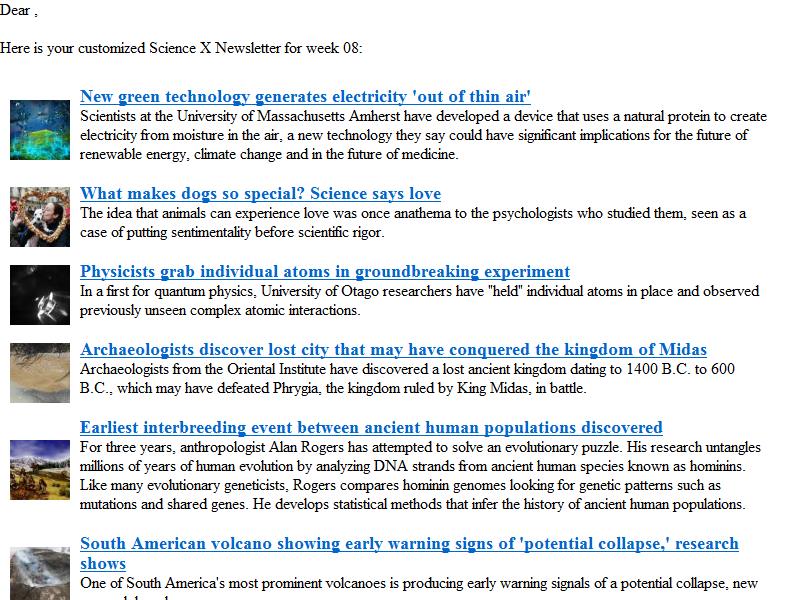 Dear ,
Here is your customized Science X Newsletter for week 08:
New green technology generates electricity 'out of thin air'
Scientists at the University of Massachusetts Amherst have developed a device that uses a natural protein to create
electricity from moisture in the air, a new technology they say could have significant implications for the future of
renewable energy, climate change and in the future of medicine.
What makes dogs so special? Science says love
The idea that animals can experience love was once anathema to the psychologists who studied them, seen as a
case of putting sentimentality before scientific rigor.
Physicists grab individual atoms in groundbreaking experiment
In a first for quantum physics, University of Otago researchers have "held" individual atoms in place and observed
previously unseen complex atomic interactions.
Archaeologists discover lost city that may have conquered the kingdom of Midas
Archaeologists from the Oriental Institute have discovered a lost ancient kingdom dating to 1400 B.C. to 600
B.C., which may have defeated Phrygia, the kingdom ruled by King Midas, in battle.
Earliest interbreeding event between ancient human populations discovered
For three years, anthropologist Alan Rogers has attempted to solve an evolutionary puzzle. His research untangles
millions of years of human evolution by analyzing DNA strands from ancient human species known as hominins.
Like many evolutionary geneticists, Rogers compares hominin genomes looking for genetic patterns such as
mutations and shared genes. He develops statistical methods that infer the history of ancient human populations.
South American volcano showing early warning signs of 'potential collapse,' research
shows
One of South America's most prominent volcanoes is producing early warning signals of a potential collapse, new